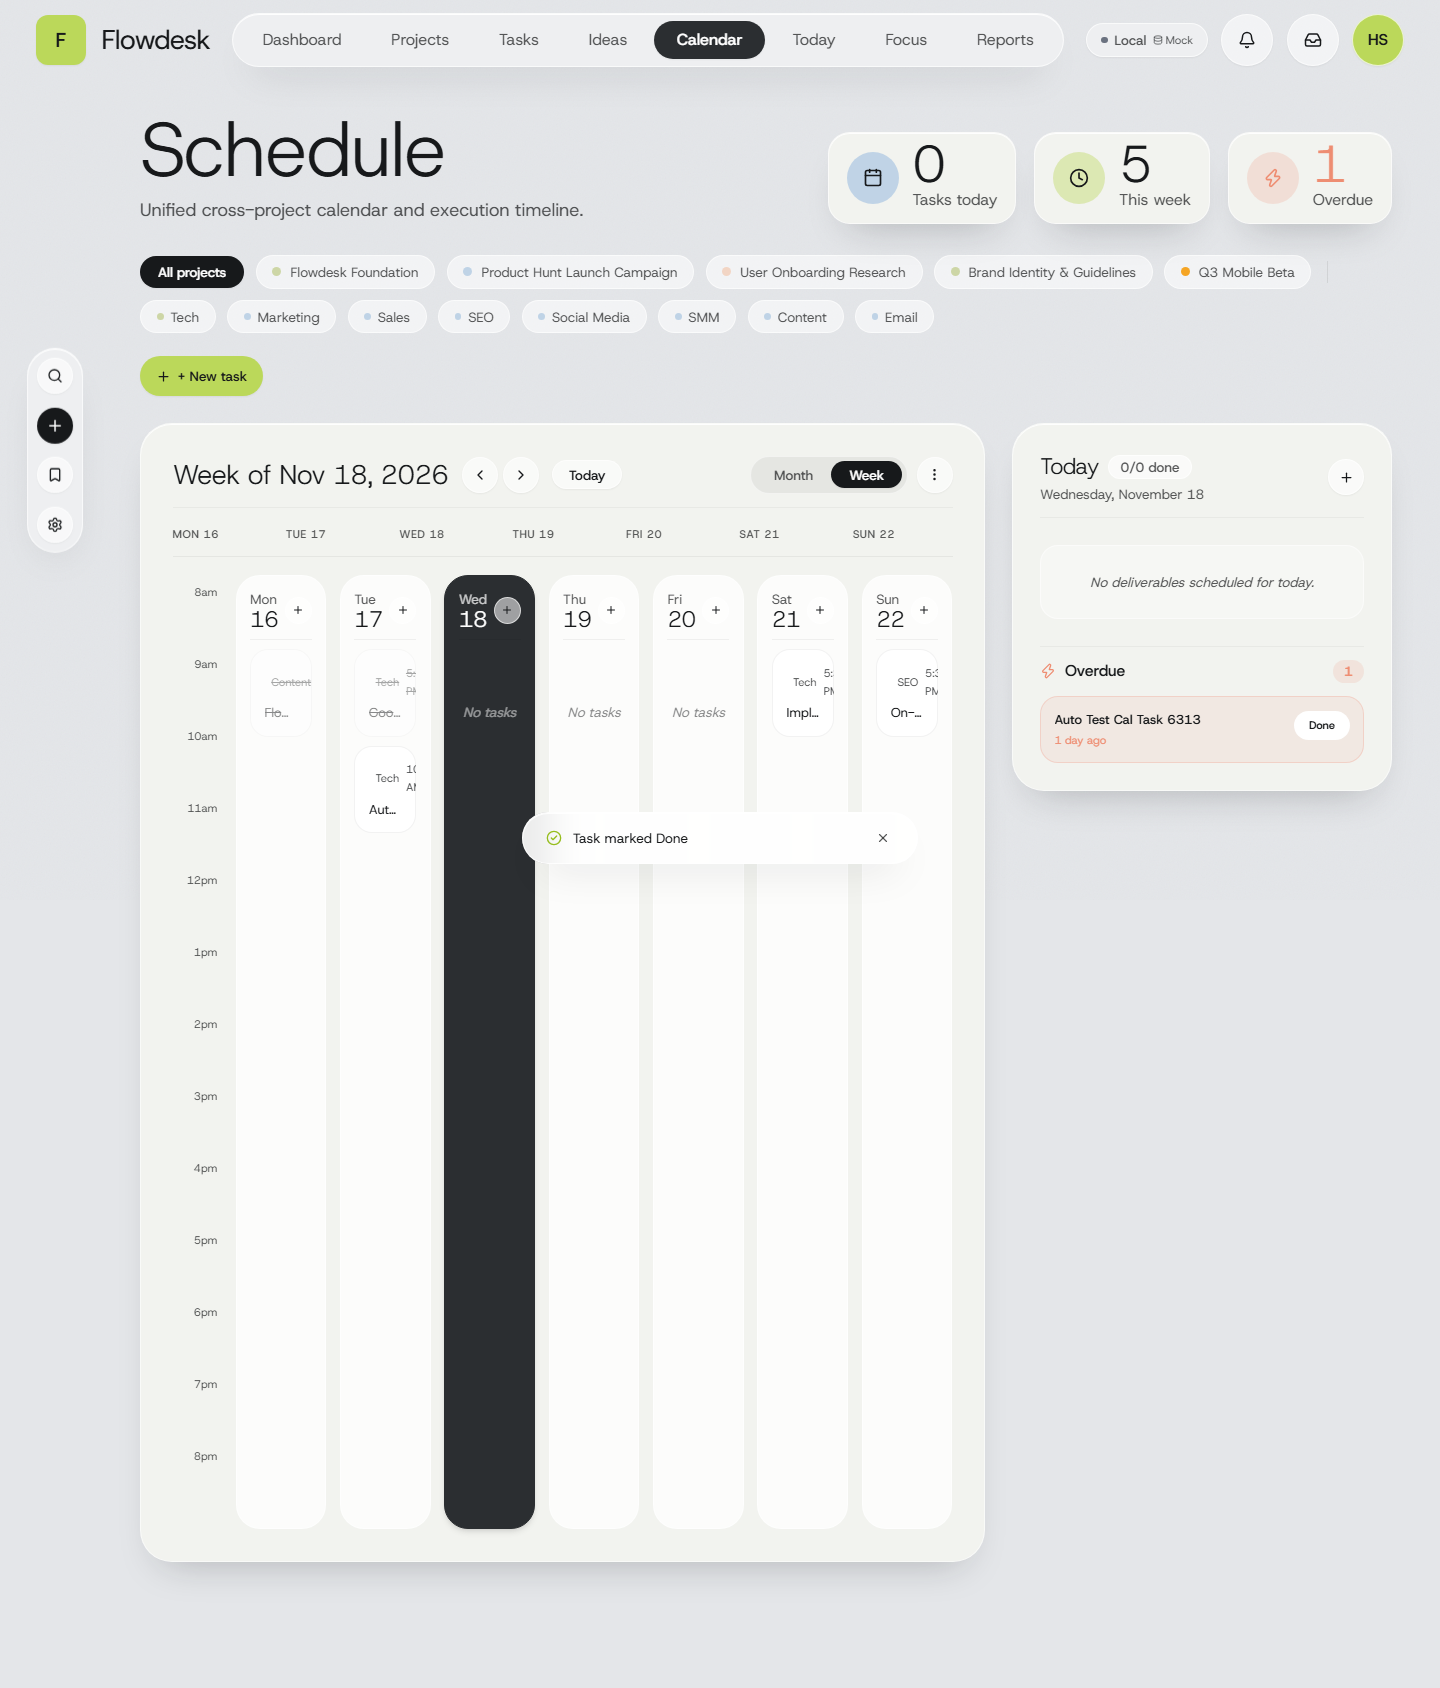 F Flowdesk Dashboard Projects Tasks Ideas Calendar Today Focus Reports Local Mock HS
Schedule
Unified cross-project calendar and execution timeline.
0
Tasks today
5
This week
1
Overdue
All projects Flowdesk Foundation Product Hunt Launch Campaign User Onboarding Research Brand Identity & Guidelines Q3 Mobile Beta
Tech Marketing Sales SEO Social Media SMM Content Email
+ New task
Week of Nov 18, 2026 Today Month Week
MON 16 TUE 17 WED 18 THU 19 FRI 20 SAT 21 SUN 22
8am
9am
10am
11am
12pm
1pm
2pm
3pm
4pm
5pm
6pm
7pm
8pm
Mon
16
Content
Flo...
Tue
17
Tech
Goo...
Tech
Aut...
Wed
18
No tasks
Thu
19
No tasks
Fri
20
No tasks
Sat
21
Tech
Impl...
Sun
22
SEO
On-...
Task marked Done
Today 0/0 done
Wednesday, November 18
No deliverables scheduled for today.
Overdue 1
Auto Test Cal Task 6313
1 day ago
Done